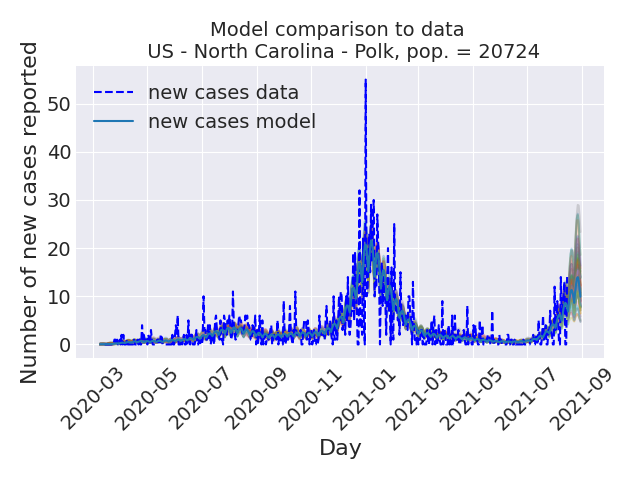 Model comparison to data
US - North Carolina - Polk, pop. = 20724
Number of new cases reported
new cases data
new cases model
50
40
30
20
10
0
2020-03
2020-05
2020-07
2020-09
2020-11
2021-01
2021-03
2021-05
2021-07
2021-09
Day